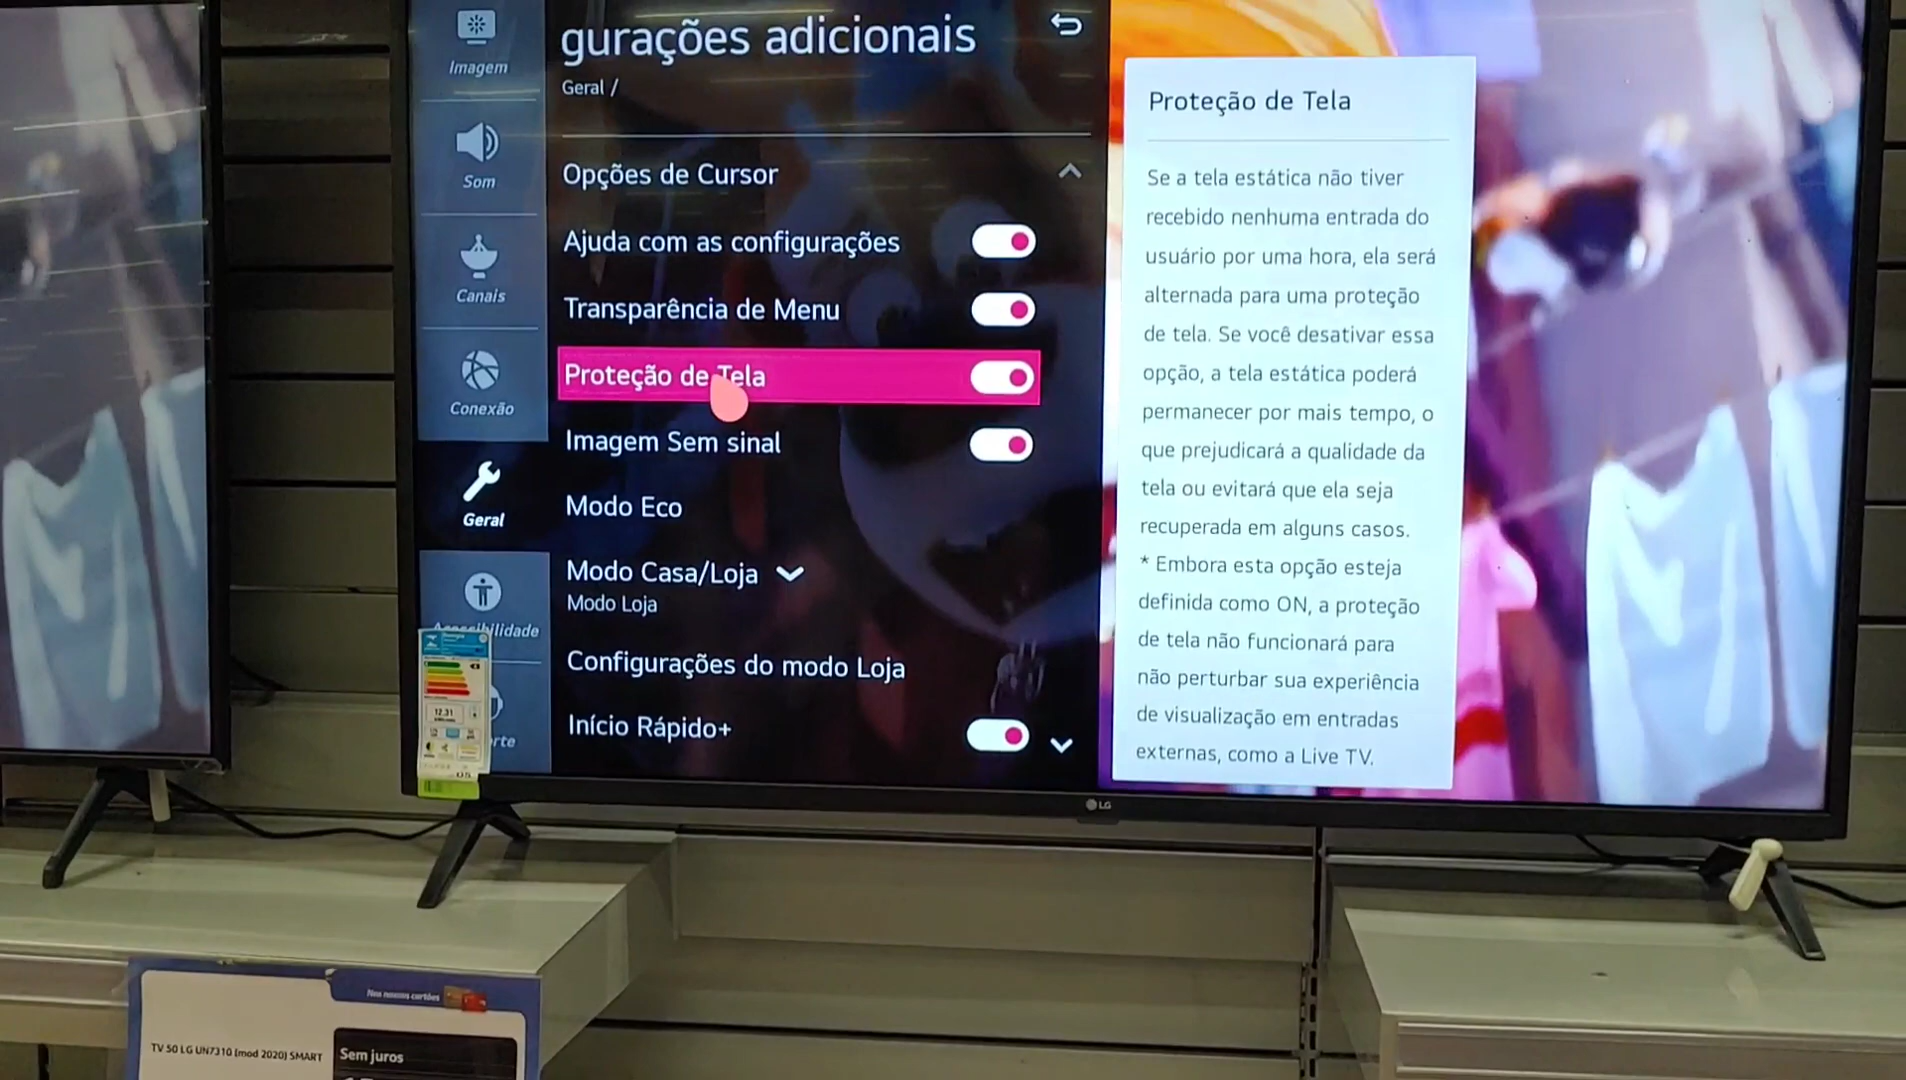 Imagem
Som
Canais
Conexão
Geral
gurações adicionais
Geral /
Opções de Cursor
Ajuda com as configurações
Transparência de Menu
Proteção de Tela
Imagem Sem sinal
Modo Eco
Modo Casa/Loja
Modo Loja
Configurações do modo Loja
Início Rápido+
Proteção de Tela
Se a tela estática não tiver
recebido nenhuma entrada do
usuário por uma hora, ela será
alternada para uma proteção
de tela. Se você desativar essa
opção, a tela estática poderá
permanecer por mais tempo, o
que prejudicará a qualidade da
tela ou evitará que ela seja
recuperada em alguns casos.
* Embora esta opção esteja
definida como ON, a proteção
de tela não funcionará para
não perturbar sua experiência
de visualização em entradas
externas, como a Live TV.
12.31
LG
Nos nossos cartões
TV 50 LG UN7310 (mod 2020) SMART
Sem juros